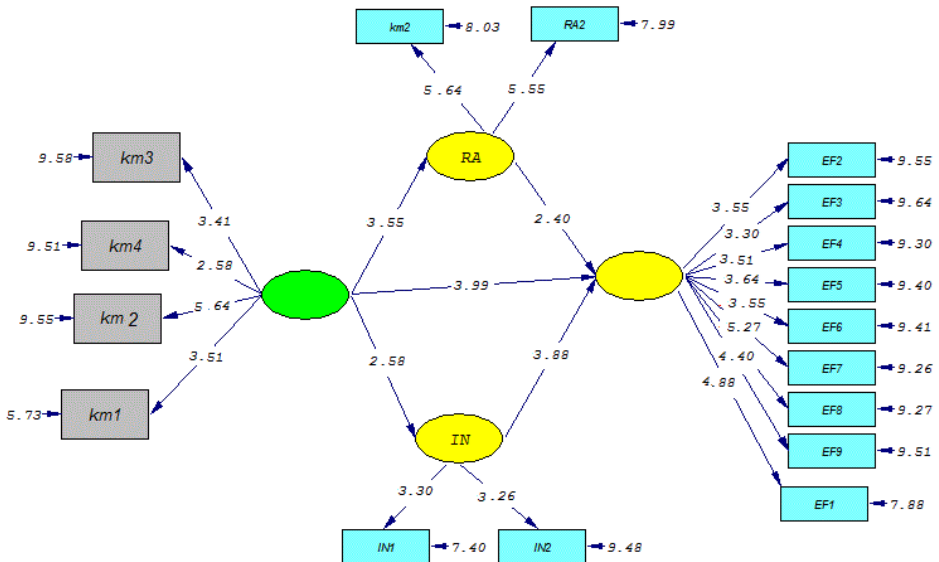 km2
8.03
RA2
7.99
5.64
5.55
9.58
km3
RA
EF2
9.55
3.41
3.55
2.40
3.55
EF3
9.64
3.30
9.51
km4
2.58
EF4
9.30
3.51
3.99
3.64
EF5
9.40
9.55
km 2
5.64
3.55
EF6
9.41
5.27
3.51
2.58
3.88
4.40
EF7
9.26
4.88
5.73
km1
EF8
9.27
IN
EF9
9.51
3.30
3.26
EF1
7.88
IN1
7.40
IN2
9.48